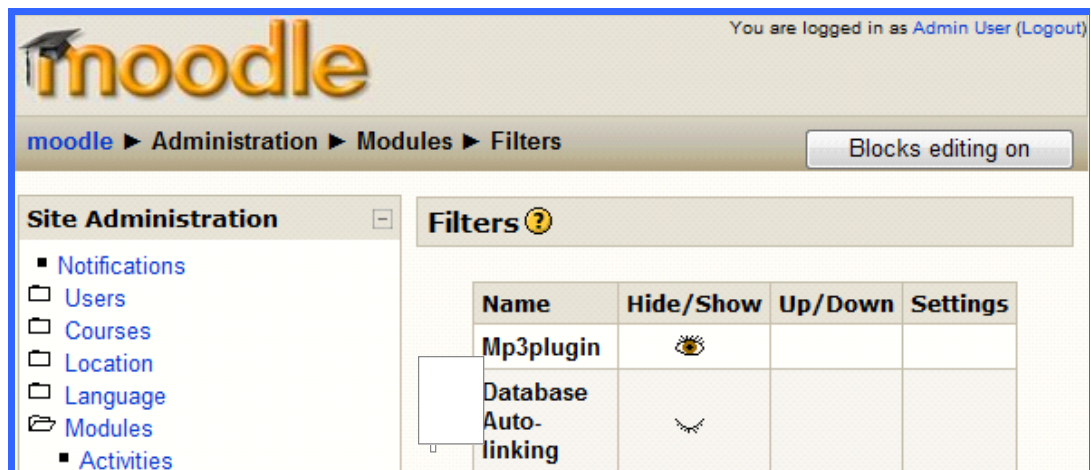 moodle
You are logged in as Admin User (Logout)
moodle ► Administration ► Modules ► Filters
Blocks editing on
Site Administration
Notifications
Users
Courses
Location
Language
Modules
Activities
Filters
Name Hide/Show Up/Down Settings
Mp3plugin
Database
Auto-
linking